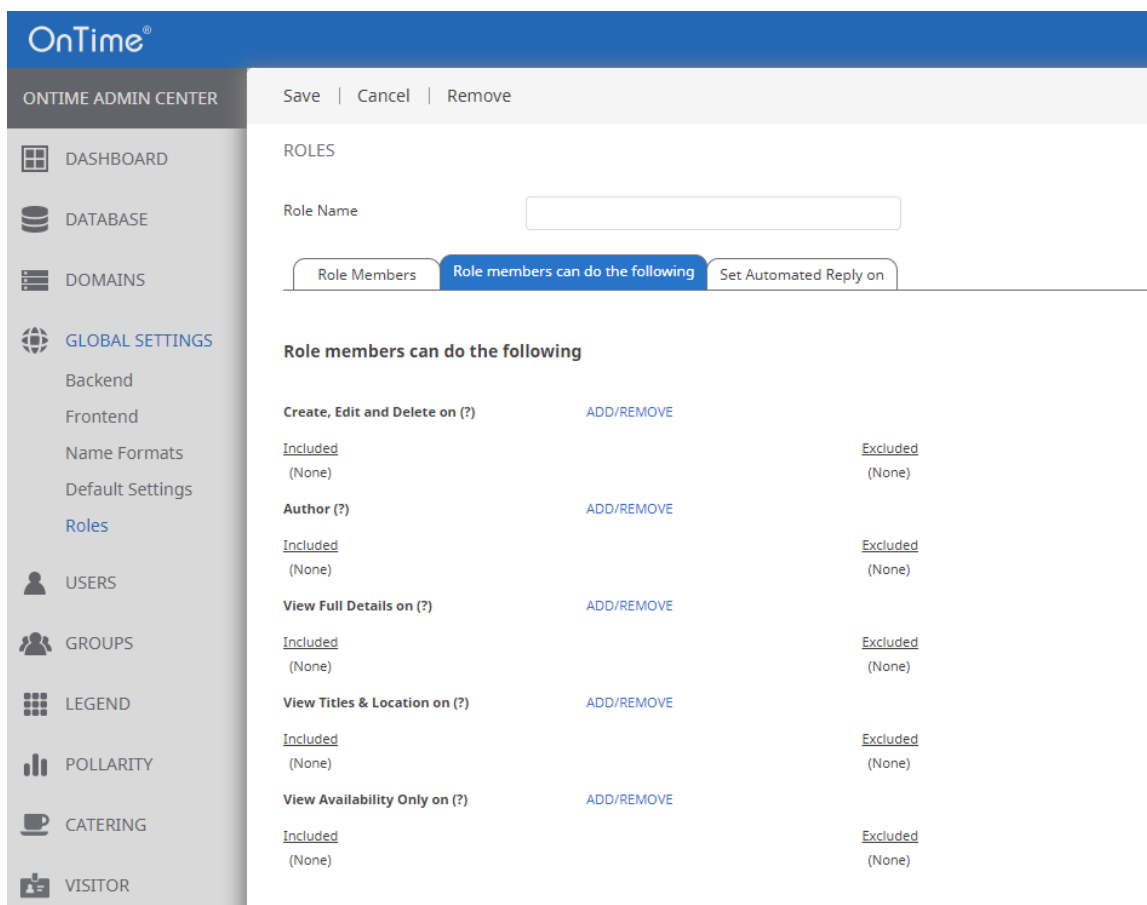 OnTime®
ONTIME ADMIN CENTER
DASHBOARD
DATABASE
DOMAINS
GLOBAL SETTINGS
Backend
Frontend
Name Formats
Default Settings
Roles
USERS
GROUPS
LEGEND
POLLARITY
CATERING
VISITOR
Save | Cancel | Remove
ROLES
Role Name
Role Members Role members can do the following Set Automated Reply on
Role members can do the following
Create, Edit and Delete on (?) ADD/REMOVE
Included Excluded
(None) (None)
Author (?) ADD/REMOVE
Included Excluded
(None) (None)
View Full Details on (?) ADD/REMOVE
Included Excluded
(None) (None)
View Titles & Location on (?) ADD/REMOVE
Included Excluded
(None) (None)
View Availability Only on (?) ADD/REMOVE
Included Excluded
(None) (None)